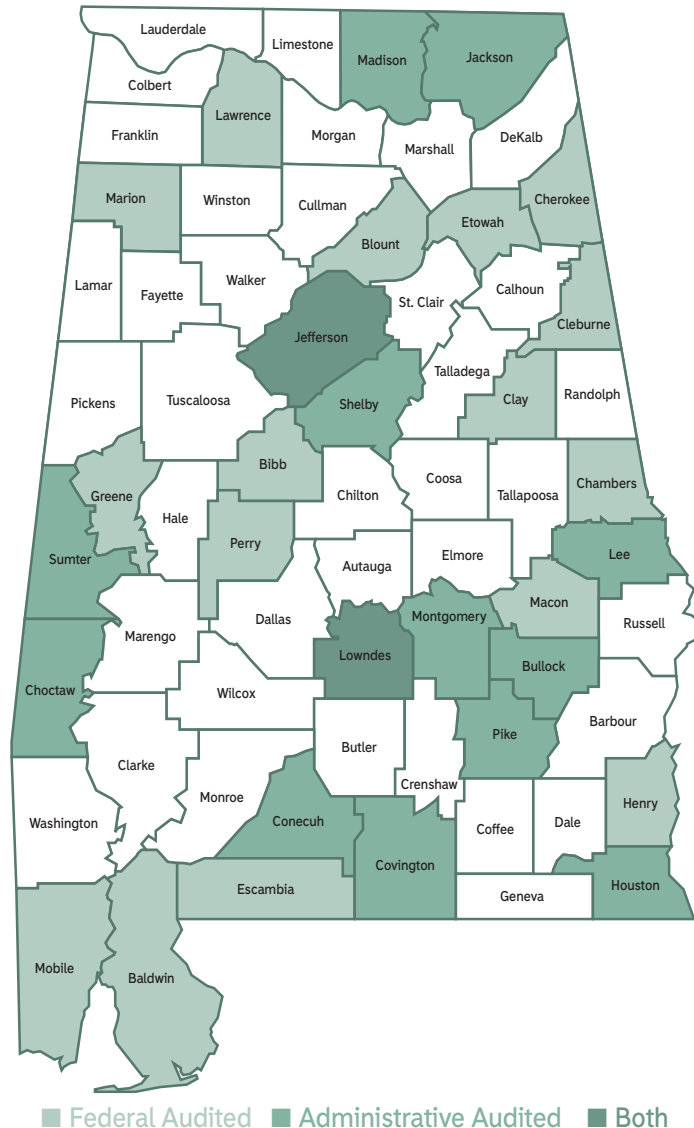 Lauderdale
Limestone
Madison
Jackson
Colbert
Lawrence
Franklin
Morgan
Marshall
DeKalb
Marion
Winston
Cullman
Cherokee
Etowah
Blount
Lamar
Fayette
Walker
St. Clair
Calhoun
Cleburne
Jefferson
Talladega
Pickens
Tuscaloosa
Shelby
Clay
Randolph
Bibb
Greene
Hale
Chilton
Coosa
Tallapoosa
Chambers
Sumter
Perry
Autauga
Elmore
Lee
Macon
Marengo
Dallas
Montgomery
Russell
Choctaw
Lowndes
Bullock
Wilcox
Barbour
Clarke
Butler
Pike
Crenshaw
Washington
Monroe
Conecuh
Coffee
Dale
Henry
Covington
Escambia
Geneva
Houston
Mobile
Baldwin
Federal Audited Administrative Audited Both